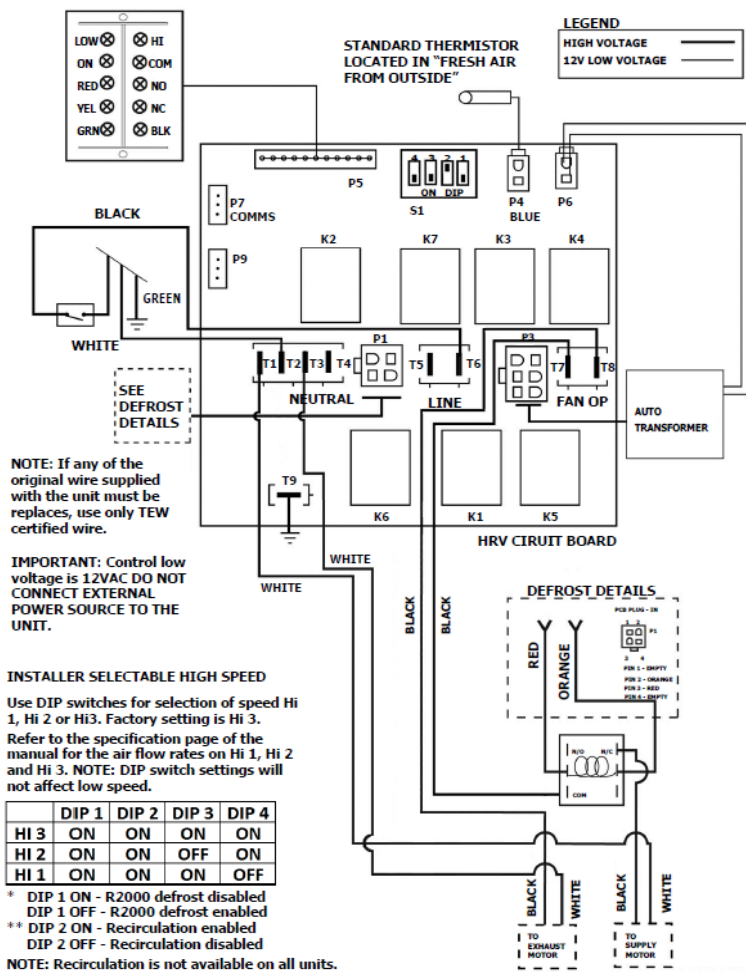 LOW HI
ON COM
RED NO
YEL NC
GRN BLK
STANDARD THERMISTOR
LOCATED IN "FRESH AIR
FROM OUTSIDE"
LEGEND
HIGH VOLTAGE
12V LOW VOLTAGE
P5
4 3 2 1
ON DIP
S1
P4
BLUE
P6
P7
COMMS
P9
K2
K7
K3
K4
BLACK
GREEN
WHITE
SEE
DEFROST
DETAILS
T1 T2 T3 T4
NEUTRAL
P1
T5 T6
LINE
P3
T7 T8
FAN OP
AUTO
TRANSFORMER
T9
K6
K1
K5
HRV CIRUIT BOARD
NOTE: If any of the
original wire supplied
with the unit must be
replaces, use only TEW
certified wire.
IMPORTANT: Control low
voltage is 12VAC DO NOT
CONNECT EXTERNAL
POWER SOURCE TO THE
UNIT.
WHITE
WHITE
BLACK
BLACK
DEFROST DETAILS
PCB PLUG - IN
1 2
P1
3 4
PIN 1 - EMPTY
PIN 2 - ORANGE
PIN 3 - RED
PIN 4 - EMPTY
RED
ORANGE
N/O N/C
COM
INSTALLER SELECTABLE HIGH SPEED
Use DIP switches for selection of speed Hi
1, Hi 2 or Hi3. Factory setting is Hi 3.
Refer to the specification page of the
manual for the air flow rates on Hi 1, Hi 2
and Hi 3. NOTE: DIP switch settings will
not affect low speed.
DIP 1 DIP 2 DIP 3 DIP 4
HI 3 ON ON ON ON
HI 2 ON ON OFF ON
HI 1 ON ON ON OFF
* DIP 1 ON - R2000 defrost disabled
DIP 1 OFF - R2000 defrost enabled
** DIP 2 ON - Recirculation enabled
DIP 2 OFF - Recirculation disabled
NOTE: Recirculation is not available on all units.
BLACK
WHITE
TO
EXHAUST
MOTOR
BLACK
WHITE
TO
SUPPLY
MOTOR